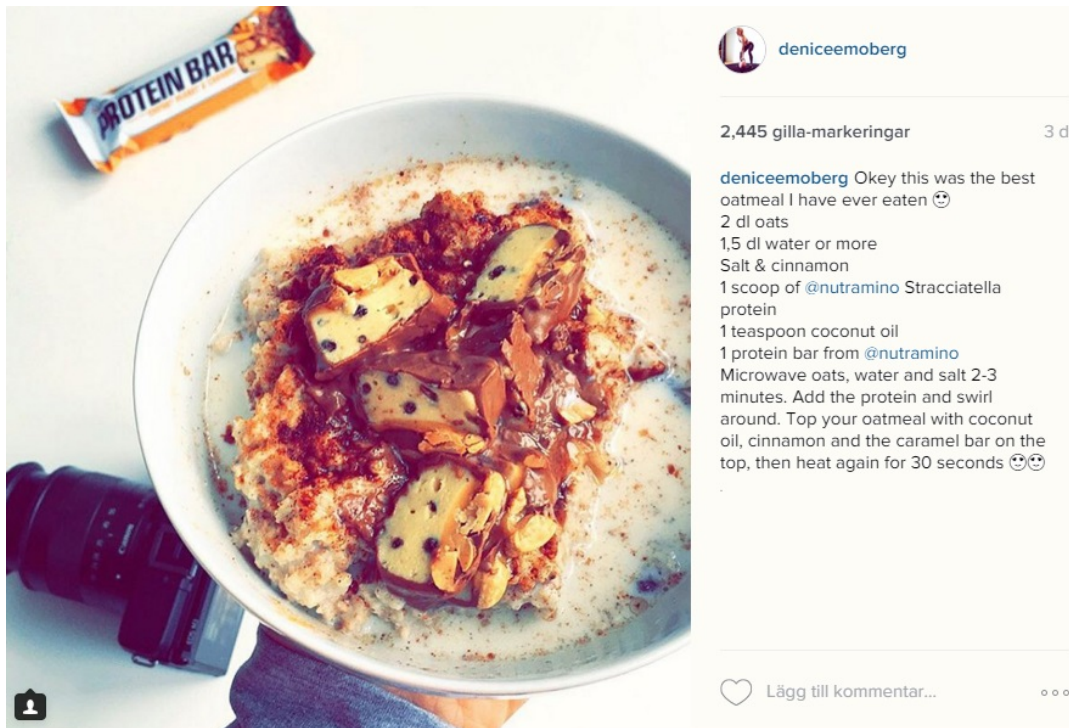 PROTEIN BAR
Canon
deniceemoberg
2,445 gilla-markeringar
3 d
deniceemoberg Okey this was the best
oatmeal I have ever eaten 🙄
2 dl oats
1,5 dl water or more
Salt & cinnamon
1 scoop of @nutramino Stracciatella
protein
1 teaspoon coconut oil
1 protein bar from @nutramino
Microwave oats, water and salt 2-3
minutes. Add the protein and swirl
around. Top your oatmeal with coconut
oil, cinnamon and the caramel bar on the
top, then heat again for 30 seconds 🙄🙄
.
Lägg till kommentar...